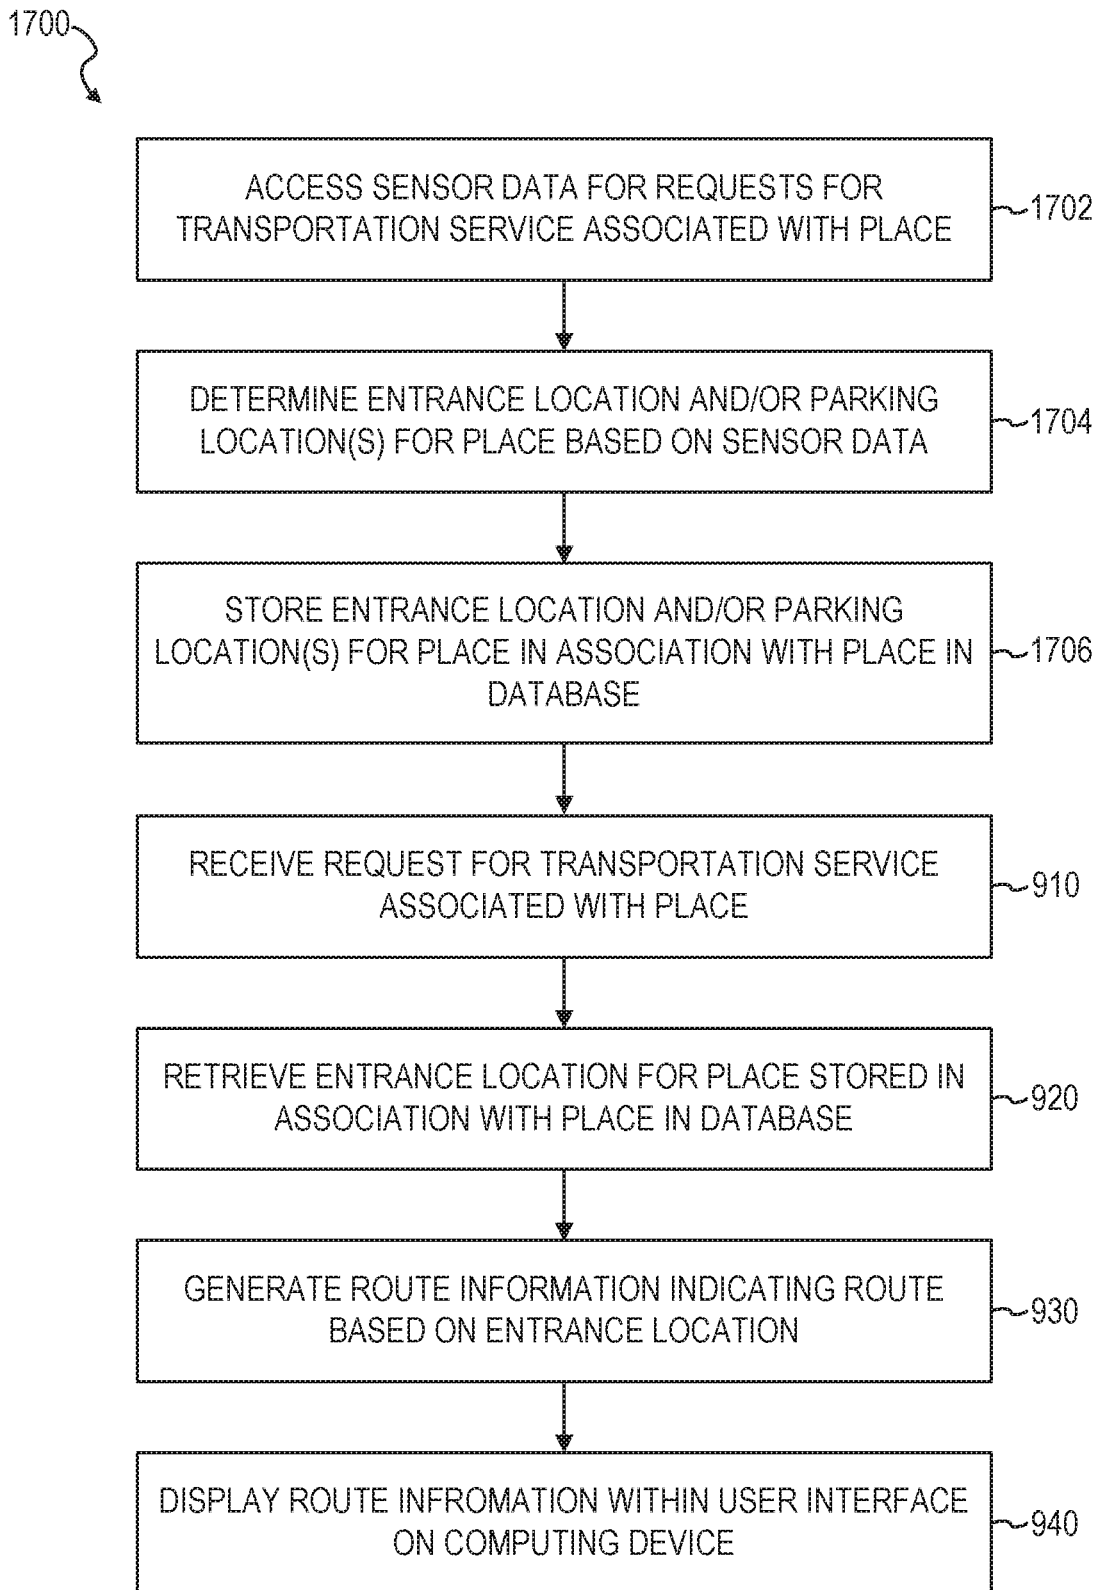 1700
ACCESS SENSOR DATA FOR REQUESTS FOR
TRANSPORTATION SERVICE ASSOCIATED WITH PLACE
1702
DETERMINE ENTRANCE LOCATION AND/OR PARKING
LOCATION(S) FOR PLACE BASED ON SENSOR DATA
1704
STORE ENTRANCE LOCATION AND/OR PARKING
LOCATION(S) FOR PLACE IN ASSOCIATION WITH PLACE IN
DATABASE
1706
RECEIVE REQUEST FOR TRANSPORTATION SERVICE
ASSOCIATED WITH PLACE
910
RETRIEVE ENTRANCE LOCATION FOR PLACE STORED IN
ASSOCIATION WITH PLACE IN DATABASE
920
GENERATE ROUTE INFORMATION INDICATING ROUTE
BASED ON ENTRANCE LOCATION
930
DISPLAY ROUTE INFROMATION WITHIN USER INTERFACE
ON COMPUTING DEVICE
940